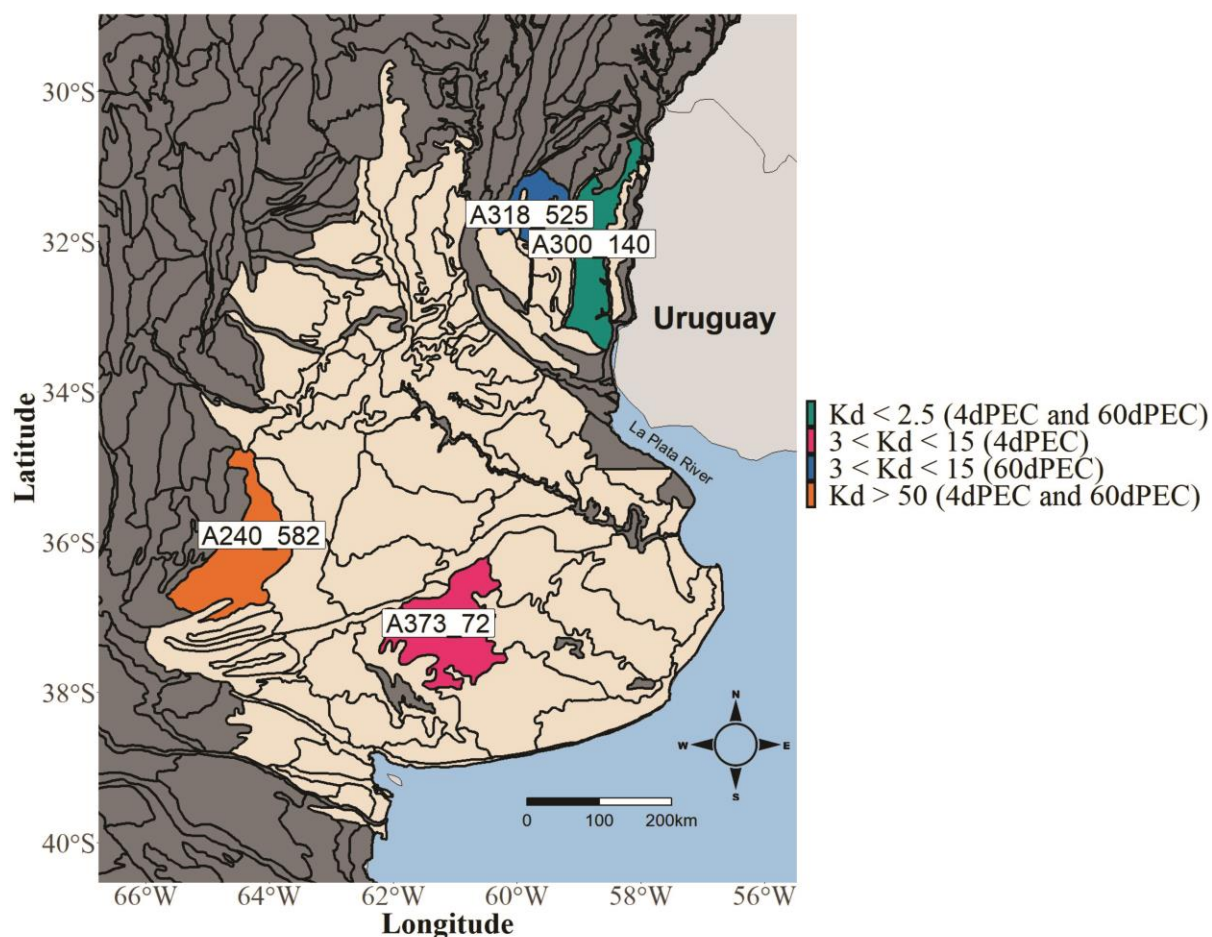 30°S
32°S
34°S
36°S
38°S
40°S
Latitude
A318_525
A300_140
Uruguay
La Plata River
A240_582
A373_72
N
W
E
S
0 100 200km
66°W 64°W 62°W 60°W 58°W 56°W
Longitude
Kd < 2.5 (4dPEC and 60dPEC)
3 < Kd < 15 (4dPEC)
3 < Kd < 15 (60dPEC)
Kd > 50 (4dPEC and 60dPEC)